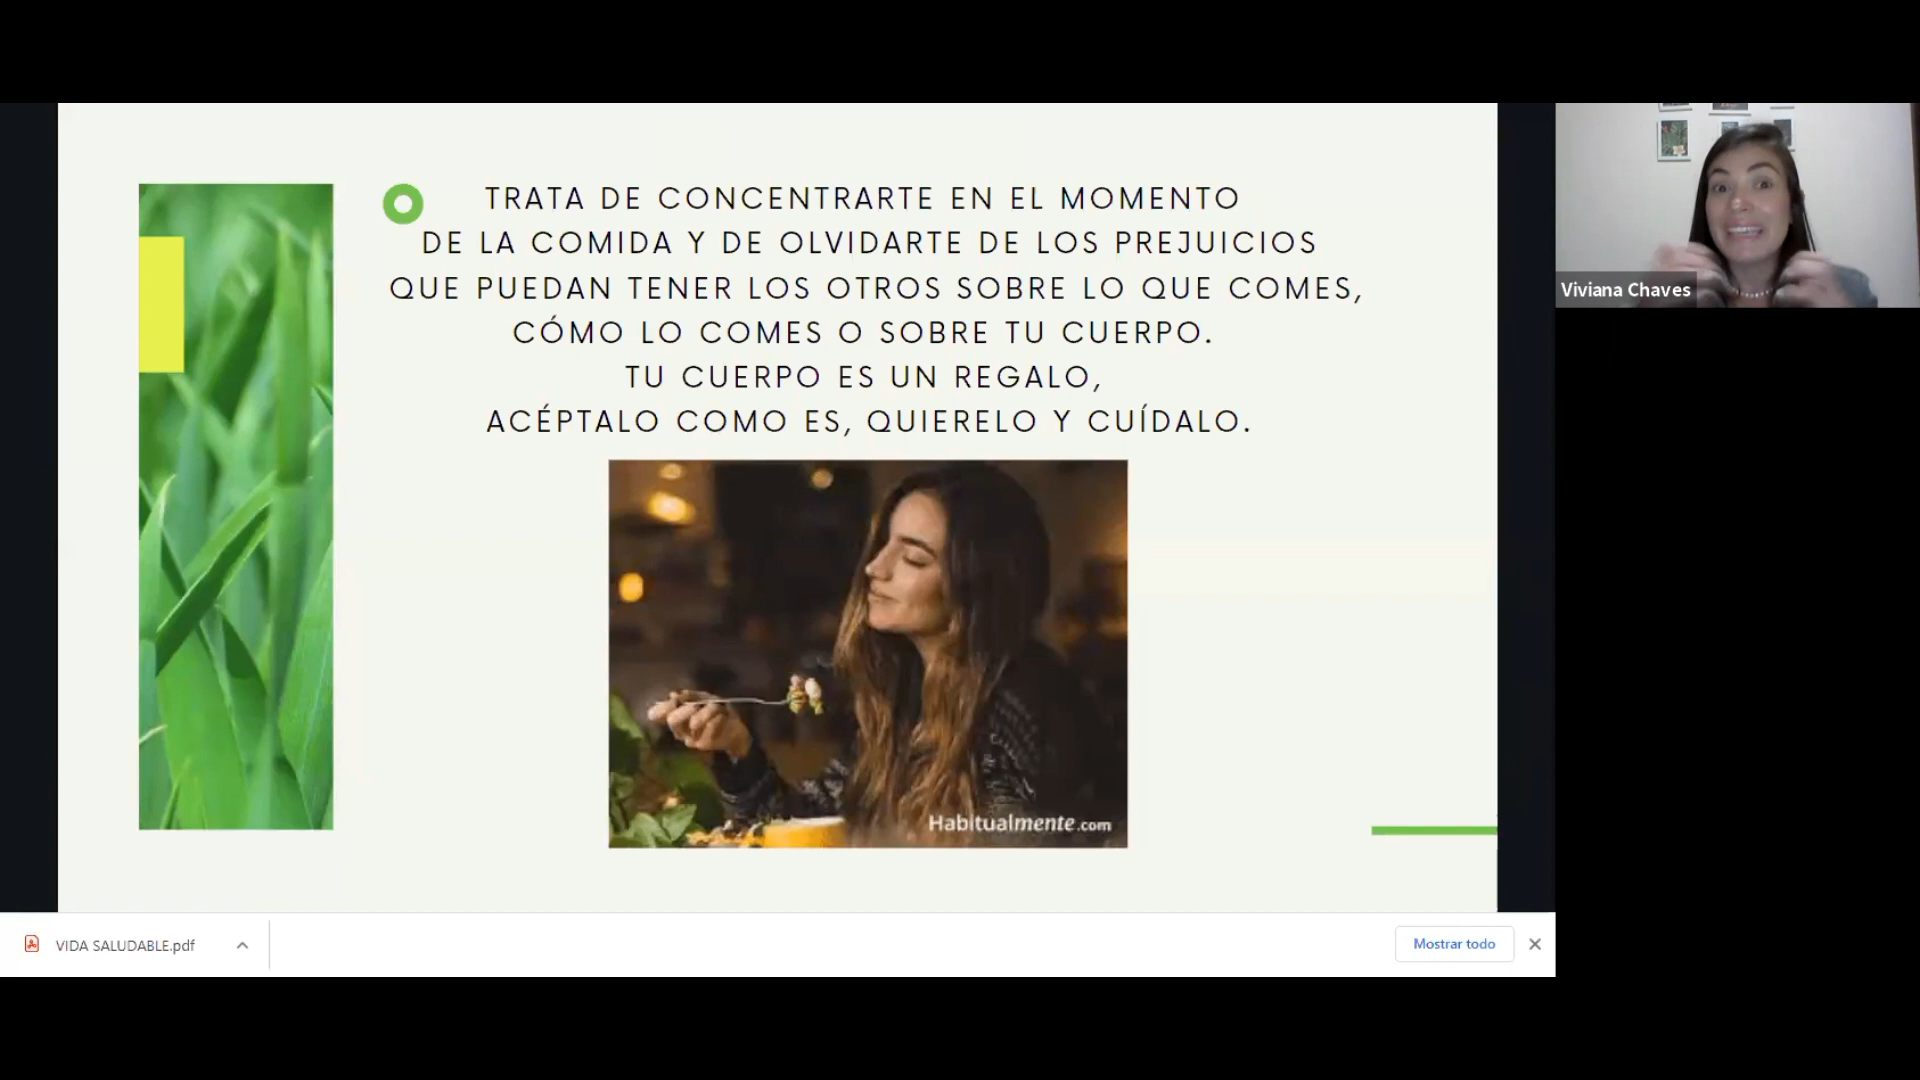 TRATA DE CONCENTRARTE EN EL MOMENTO
DE LA COMIDA Y DE OLVIDARTE DE LOS PREJUICIOS
QUE PUEDAN TENER LOS OTROS SOBRE LO QUE COMES,
CÓMO LO COMES O SOBRE TU CUERPO.
TU CUERPO ES UN REGALO,
ACÉPTALO COMO ES, QUIERELO Y CUÍDALO.
Habitualmente.com
Viviana Chaves
VIDA SALUDABLE.pdf
Mostrar todo